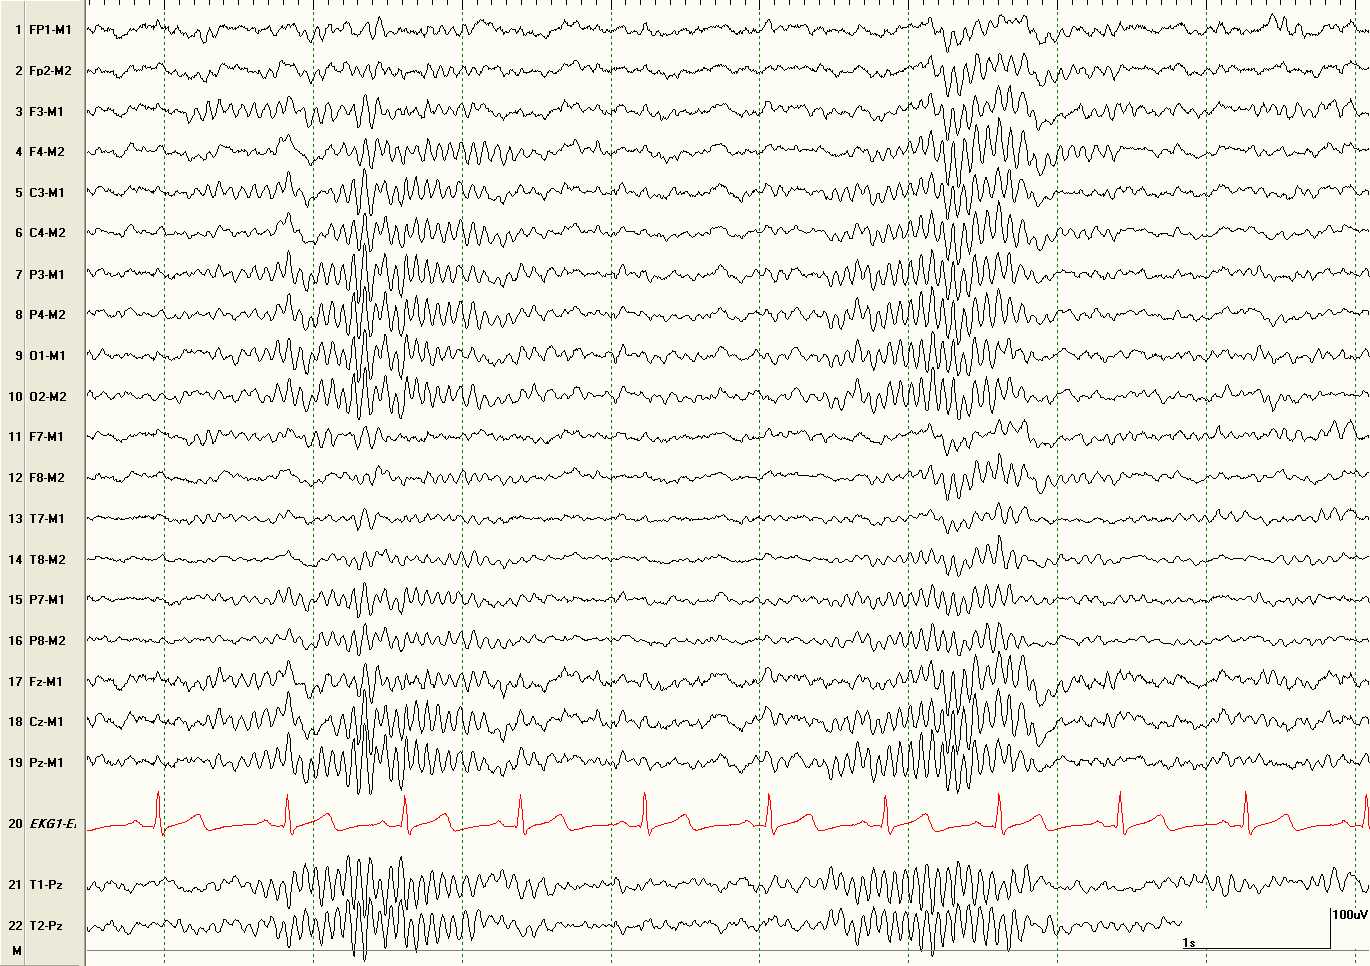 1 FP1-M1
2 Fp2-M2
3 F3-M1
4 F4-M2
5 C3-M1
6 C4-M2
7 P3-M1
8 P4-M2
9 O1-M1
10 O2-M2
11 F7-M1
12 F8-M2
13 T7-M1
14 T8-M2
15 P7-M1
16 P8-M2
17 Fz-M1
18 Cz-M1
19 Pz-M1
20 EKG1-E
21 T1-Pz
100uV
22 T2-Pz
1s
M